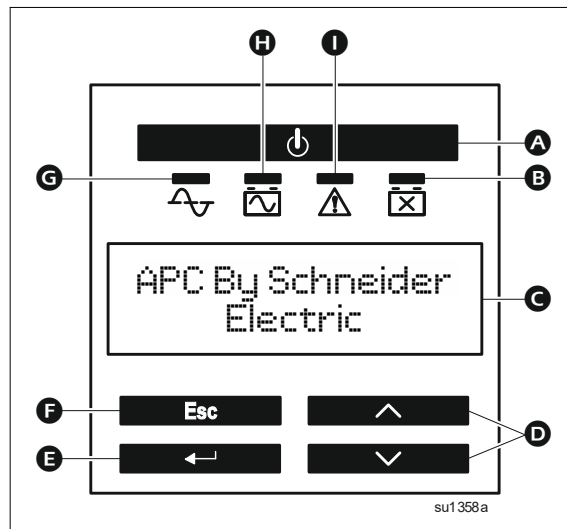 H I
A
G B
APC By Schneider
Electric
C
F Esc
D
E
su1358a